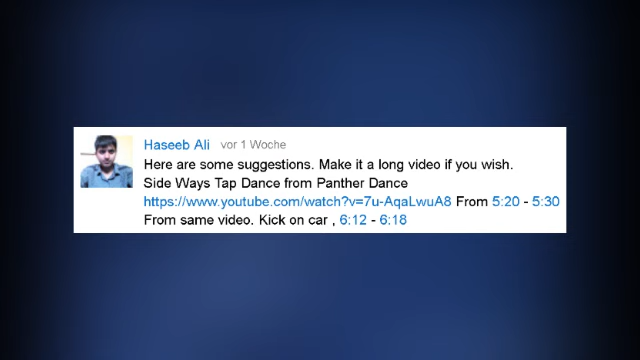 Haseeb Ali vor 1 Woche
Here are some suggestions. Make it a long video if you wish.
Side Ways Tap Dance from Panther Dance
https://www.youtube.com/watch?v=7u-AqaLwuA8 From 5:20 - 5:30
From same video. Kick on car , 6:12 - 6:18